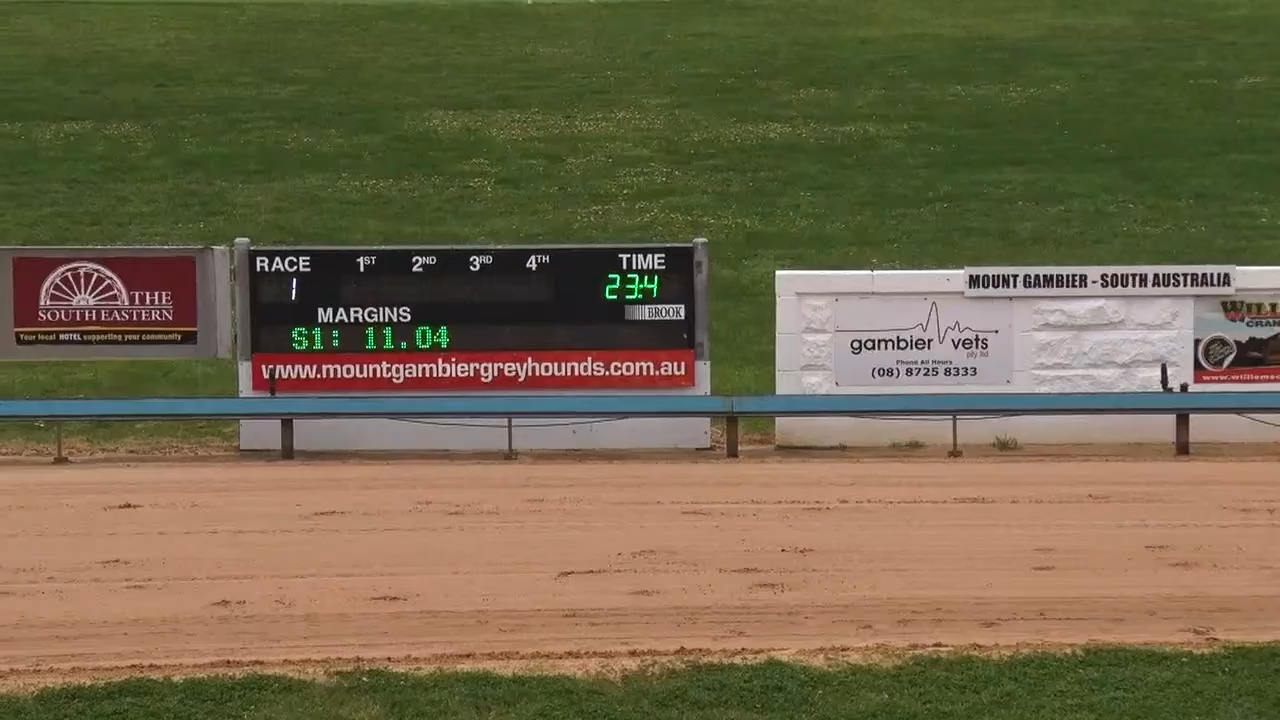 THE
SOUTH EASTERN
Your local HOTEL supporting your community
RACE 1ST 2ND 3RD 4TH TIME
1 23:4
MARGINS
BROOK
S1: 11.04
www.mountgambiergreyhounds.com.au
MOUNT GAMBIER - SOUTH AUSTRALIA
gambier vets
pty ltd
Phone All Hours
(08) 8725 8333